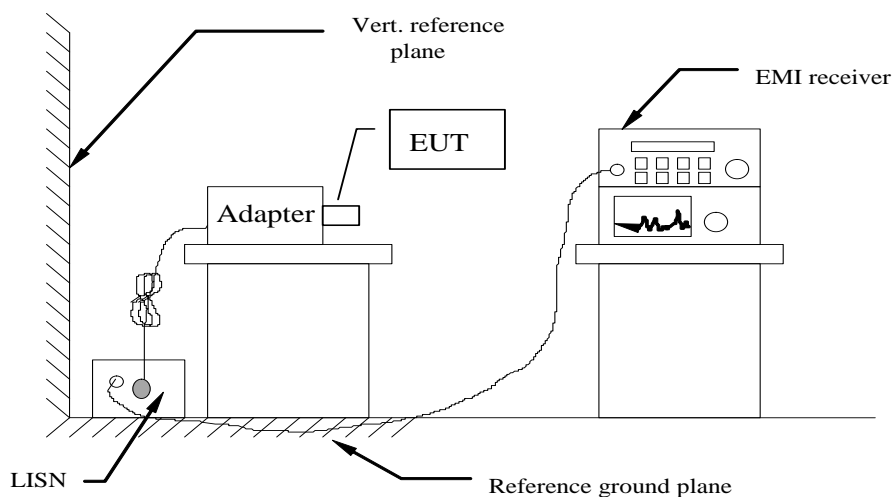 Vert. reference
plane
EMI receiver
EUT
Adapter
LISN
Reference ground plane